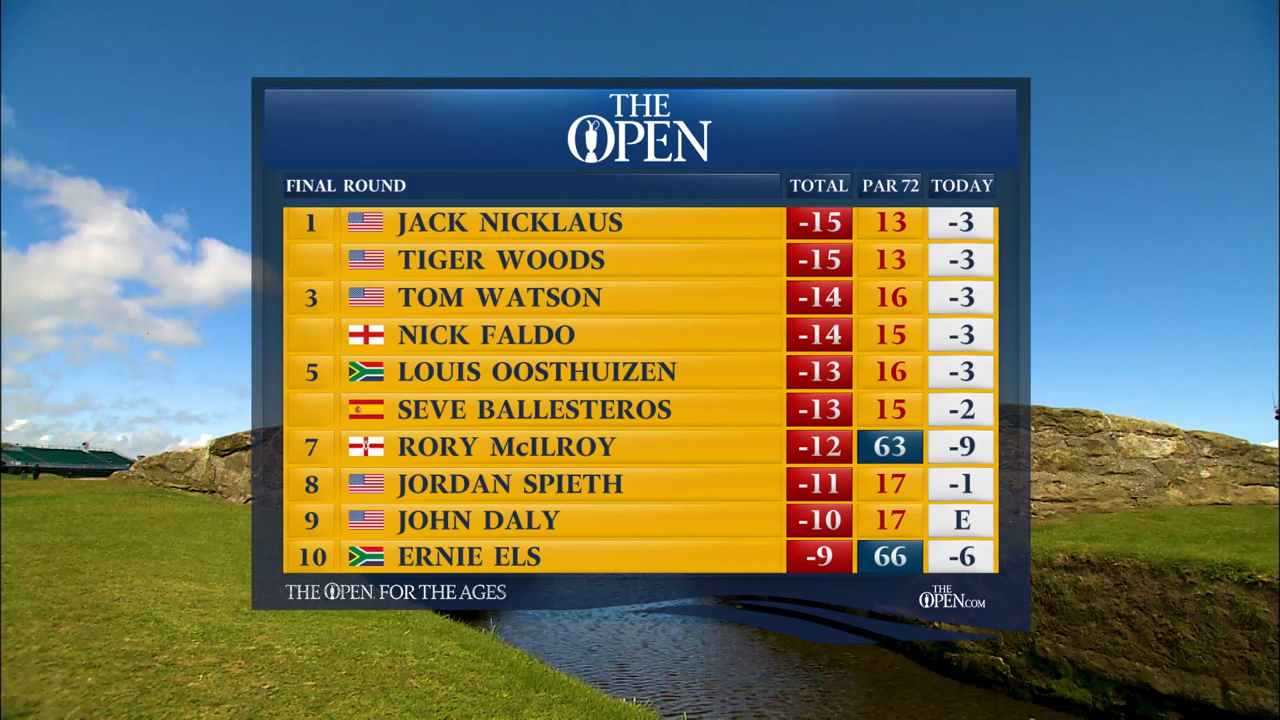 THE
OPEN
FINAL ROUND TOTAL PAR 72 TODAY
1 JACK NICKLAUS -15 13 -3
TIGER WOODS -15 13 -3
3 TOM WATSON -14 16 -3
NICK FALDO -14 15 -3
5 LOUIS OOSTHUIZEN -13 16 -3
SEVE BALLESTEROS -13 15 -2
7 RORY McILROY -12 63 -9
8 JORDAN SPIETH -11 17 -1
9 JOHN DALY -10 17 E
10 ERNIE ELS -9 66 -6
THE OPEN FOR THE AGES
THE
OPEN.COM